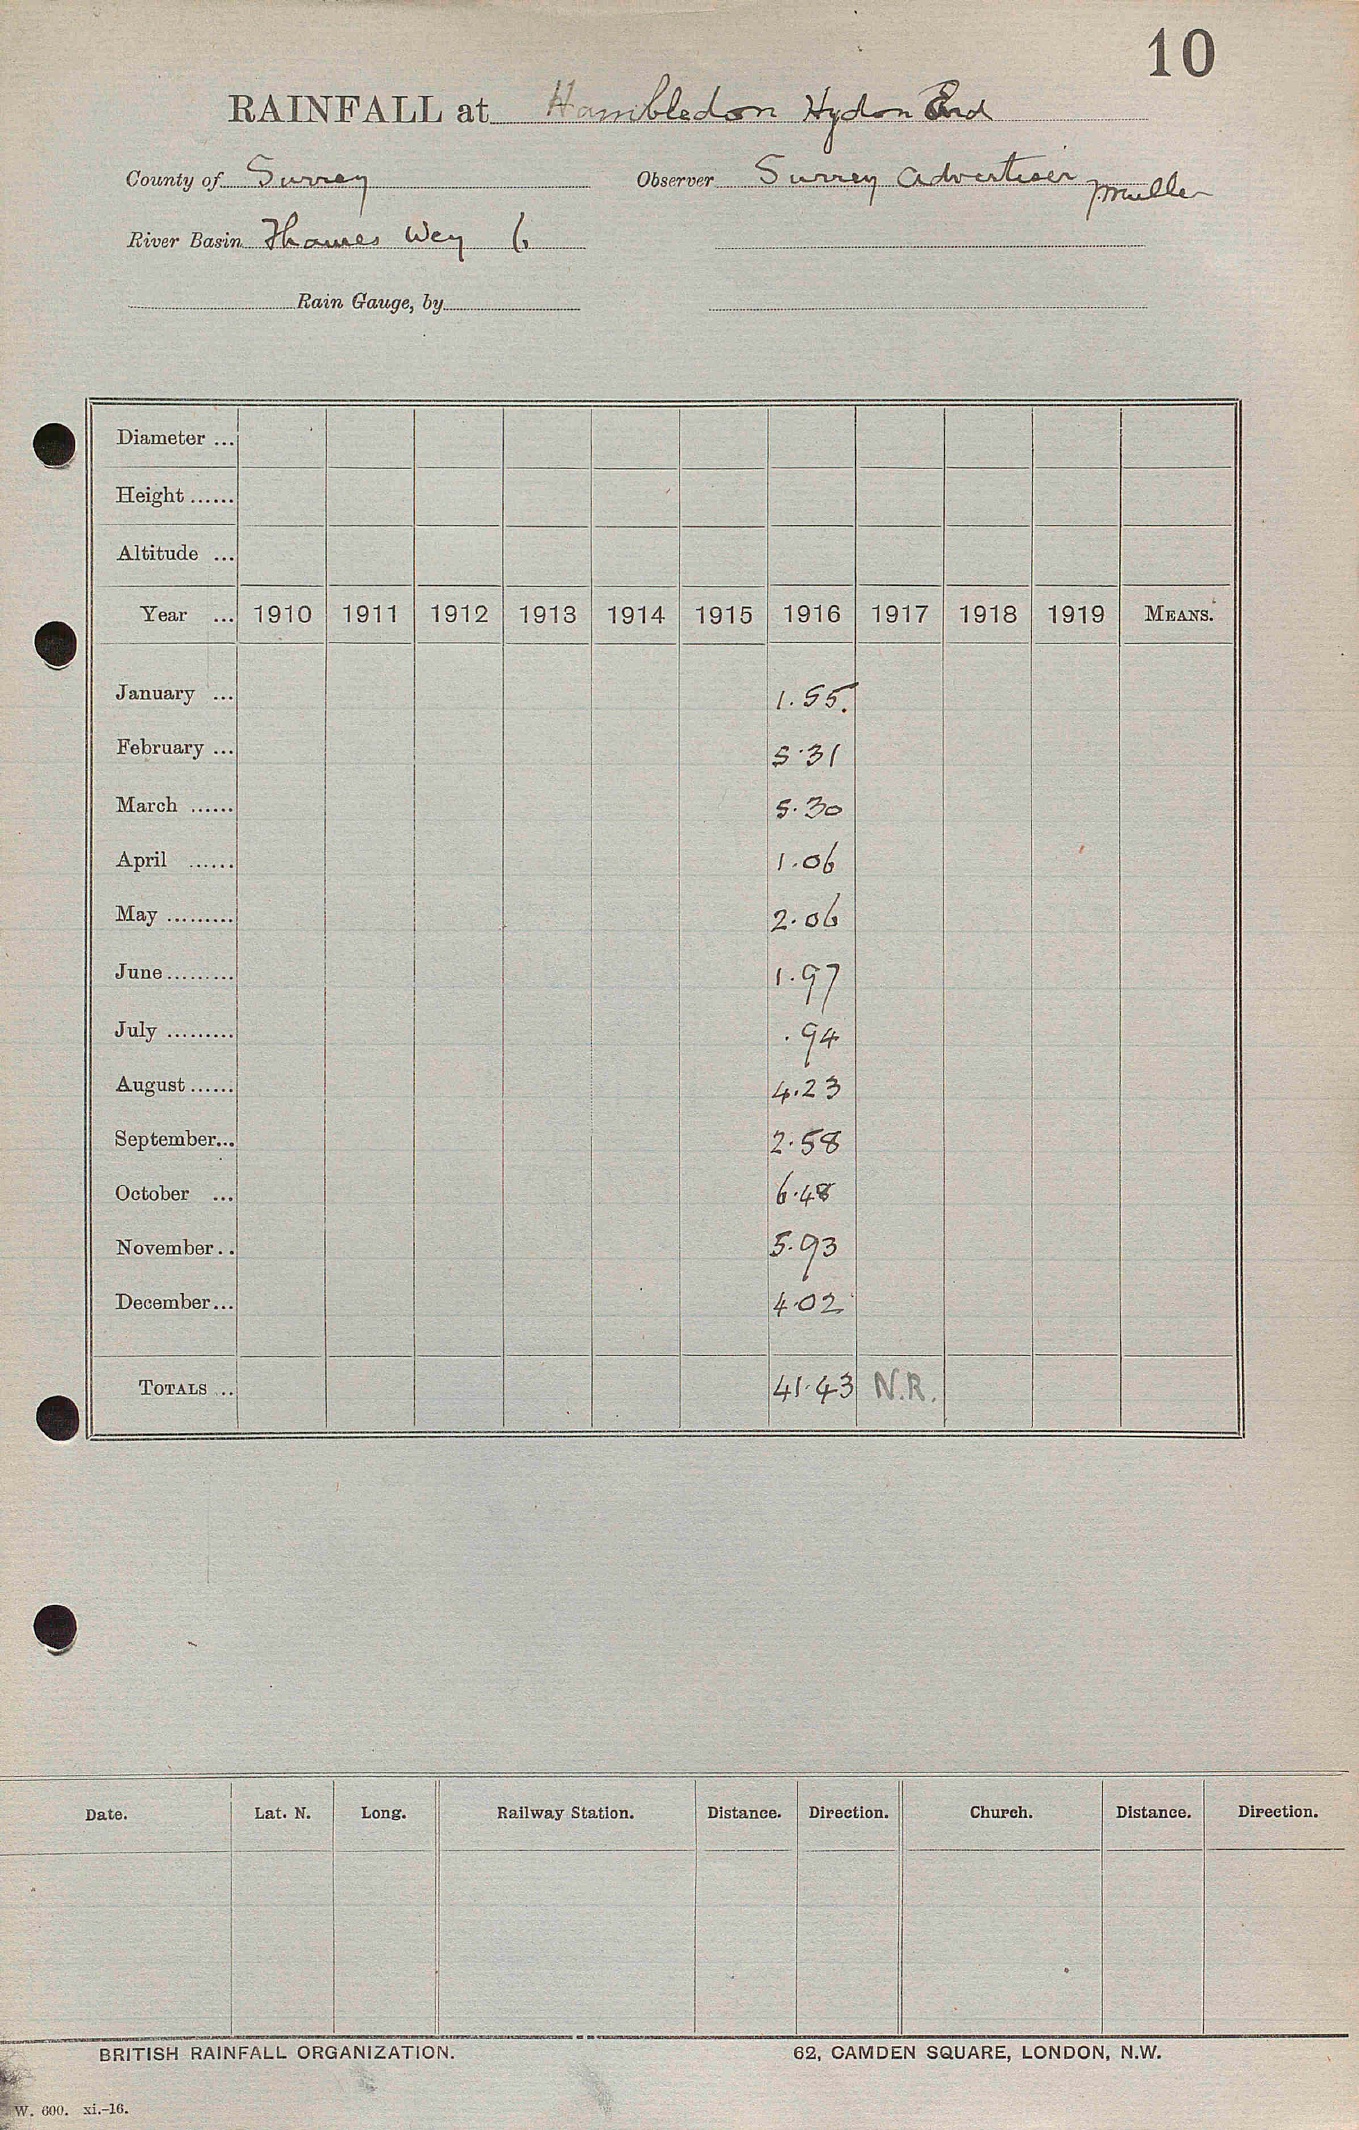 10
RAINFALL at Hambledon Hydon End
County of Surrey Observer Surrey Advertiser
J. Muller
River Basin Thames Wey 6
Rain Gauge, by
Diameter ...
Height ......
Altitude ...
Year ... 1910 1911 1912 1913 1914 1915 1916 1917 1918 1919 MEANS.
January ... 1.55.
February ... 5.31
March ...... 5.30
April ...... 1.06
May ......... 2.06
June ......... 1.97
July ......... .94
August ...... 4.23
September... 2.58
October ... 6.48
November.. 5.93
December... 4.02
TOTALS ... 41.43 N.R.
Date. Lat. N. Long. Railway Station. Distance. Direction. Church. Distance. Direction.
BRITISH RAINFALL ORGANIZATION. 62, CAMDEN SQUARE, LONDON, N.W.
W. 600. xi.-16.